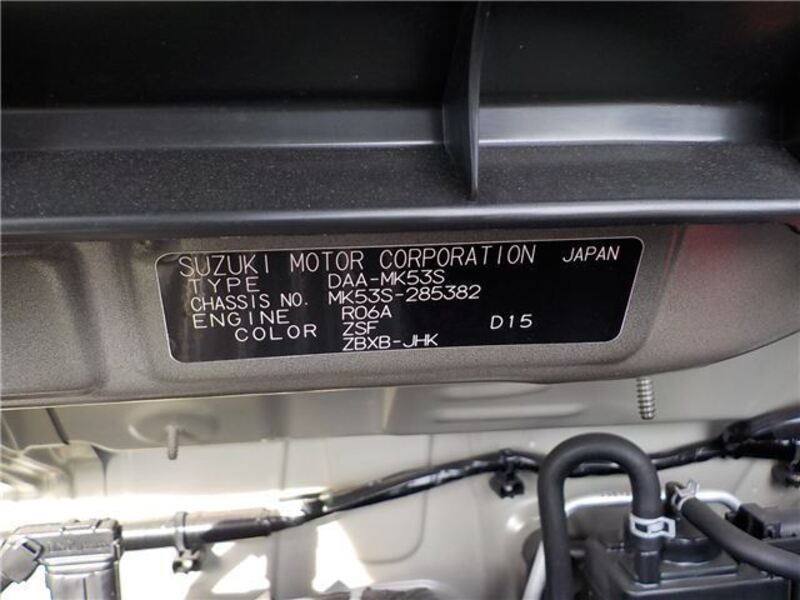 SUZUKI MOTOR CORPORATION JAPAN
TYPE DAA-MK53S
CHASSIS NO. MK53S-285382
ENGINE R06A
COLOR ZSF D15
ZBXB-JHK